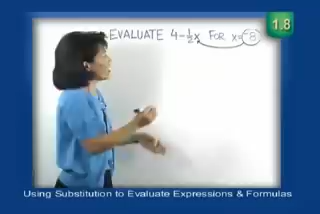 1.8
EVALUATE 4-½x FOR x=-8
Using Substitution to Evaluate Expressions & Formulas